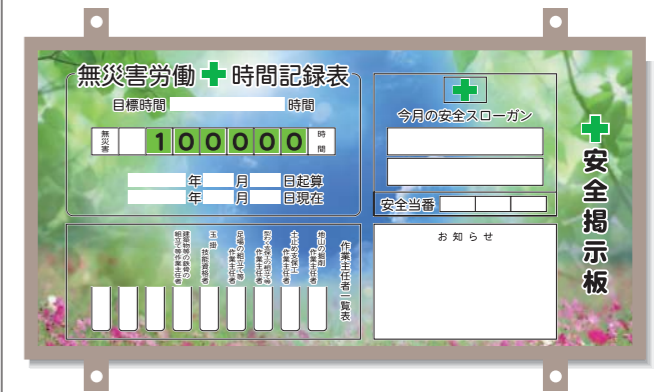 無災害労働✚時間記録表
目標時間 時間
無災害 100000 時間
年 月 日起算
年 月 日現在
今月の安全スローガン
安全当番
お知らせ
✚安全掲示板
作業主任者一覧表
地山の掘削
作業主任者
土止め支保工
作業主任者
型わく支保工の組立て等
作業主任者
足場の組立て等
作業主任者
玉掛
技能資格者
建築物等の鉄骨の
組立て等作業主任者